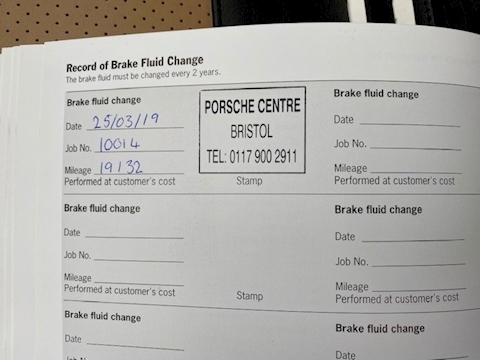 Record of Brake Fluid Change
The brake fluid must be changed every 2 years.
Brake fluid change
Date 25/03/19
Job No. 10014
Mileage 19132
Performed at customer's cost
PORSCHE CENTRE
BRISTOL
TEL: 0117 900 2911
Stamp
Brake fluid change
Date
Job No.
Mileage
Performed at customer's cost
Brake fluid change
Date
Job No.
Mileage
Performed at customer's cost
Stamp
Brake fluid change
Date
Job No.
Mileage
Performed at customer's cost
Brake fluid change
Date
Brake fluid change
Date